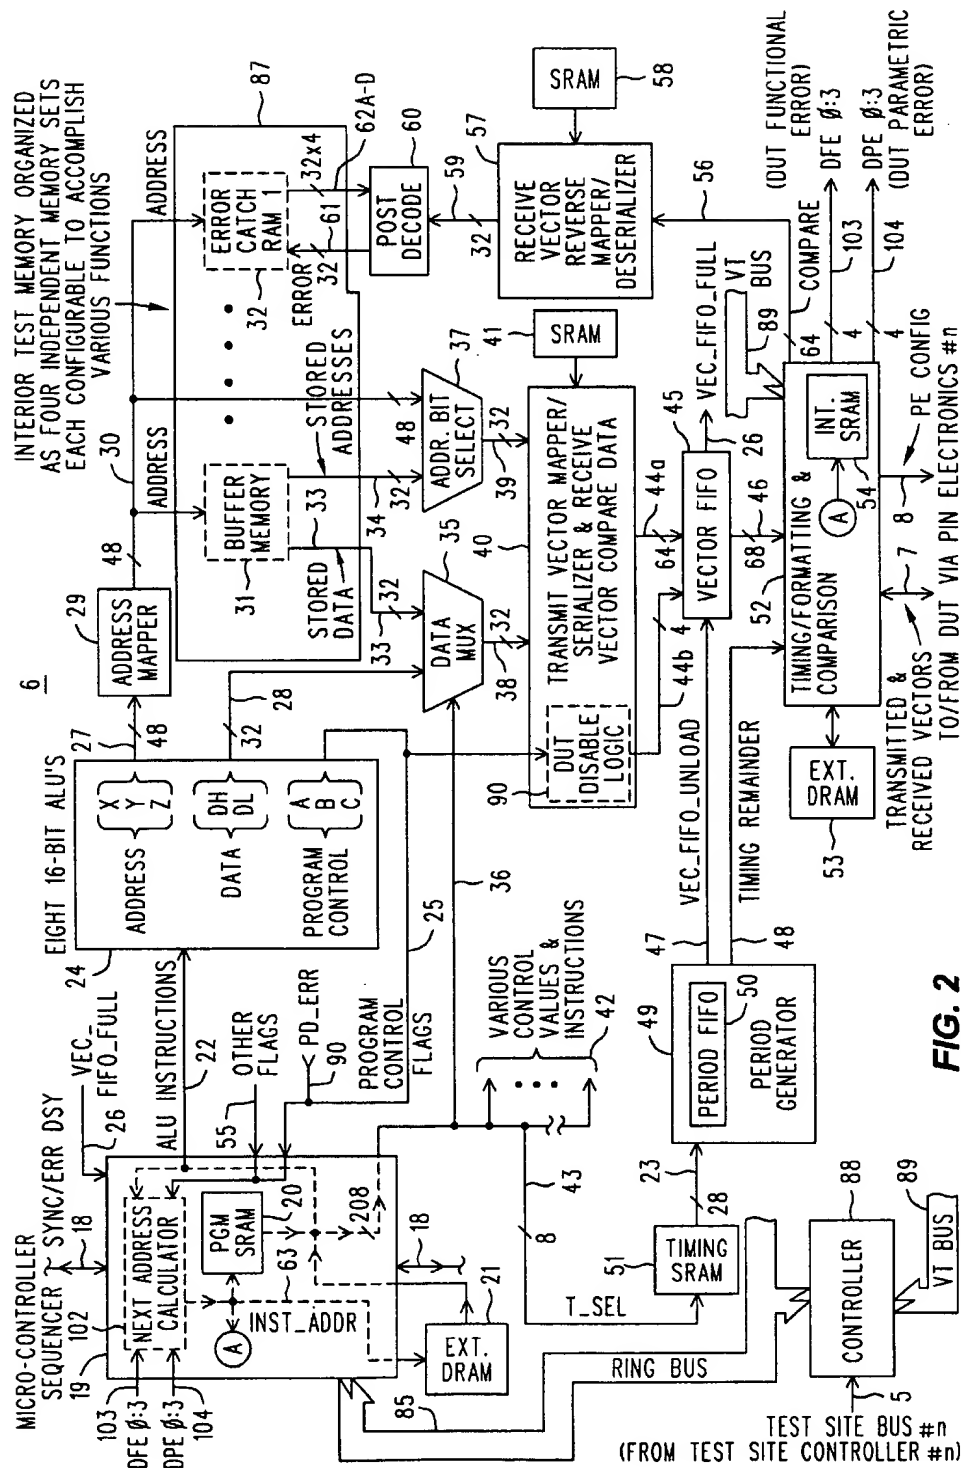 6
MICRO-CONTROLLER
SEQUENCER
SYNC/ERR DSY
18
VEC_
FIFO_FULL
26
19
102
NEXT ADDRESS
CALCULATOR
103
DFE Ø:3
DPE Ø:3
104
PGM
SRAM
20
63
INST_ADDR
A
208
18
EXT.
DRAM
21
85
ALU INSTRUCTIONS
22
55
OTHER
FLAGS
PD_ERR
90
PROGRAM CONTROL
FLAGS
25
EIGHT 16-BIT ALU'S
24
ADDRESS
X
Y
Z
DATA
DH
DL
PROGRAM
CONTROL
A
B
C
27
48
32
28
29
ADDRESS
MAPPER
48
30
INTERIOR TEST MEMORY ORGANIZED
AS FOUR INDEPENDENT MEMORY SETS
EACH CONFIGURABLE TO ACCOMPLISH
VARIOUS FUNCTIONS
ADDRESS
ADDRESS
87
BUFFER
MEMORY
31
ERROR
CATCH
RAM 1
32
STORED
DATA
33
STORED
ADDRESSES
33
32
34
32
ERROR
32
61
32x4
62A-D
POST
DECODE
60
36
DATA
MUX
35
38
32
48
ADDR. BIT
SELECT
37
39
32
41
SRAM
40
TRANSMIT VECTOR MAPPER/
SERIALIZER & RECEIVE
VECTOR COMPARE DATA
90
DUT
DISABLE
LOGIC
32
59
57
RECEIVE
VECTOR
REVERSE
MAPPER/
DESERIALIZER
SRAM
58
56
VARIOUS
CONTROL
VALUES &
INSTRUCTIONS
42
43
8
T_SEL
44b
4
64
44a
VECTOR FIFO
45
VEC_FIFO_FULL
26
68
46
VT
BUS
89
VEC_FIFO_UNLOAD
47
TIMING REMAINDER
48
49
PERIOD FIFO
50
PERIOD
GENERATOR
23
28
51
TIMING
SRAM
RING BUS
88
CONTROLLER
89
VT BUS
5
TEST SITE BUS #n
(FROM TEST SITE CONTROLLER #n)
52
TIMING/FORMATTING &
COMPARISON
A
INT.
SRAM
54
EXT.
DRAM
53
64
COMPARE
(DUT FUNCTIONAL
ERROR)
DFE Ø:3
4
103
DPE Ø:3
4
104
(DUT PARAMETRIC
ERROR)
8
PE CONFIG
7
TRANSMITTED &
RECEIVED VECTORS
TO/FROM DUT VIA PIN ELECTRONICS #n
FIG. 2